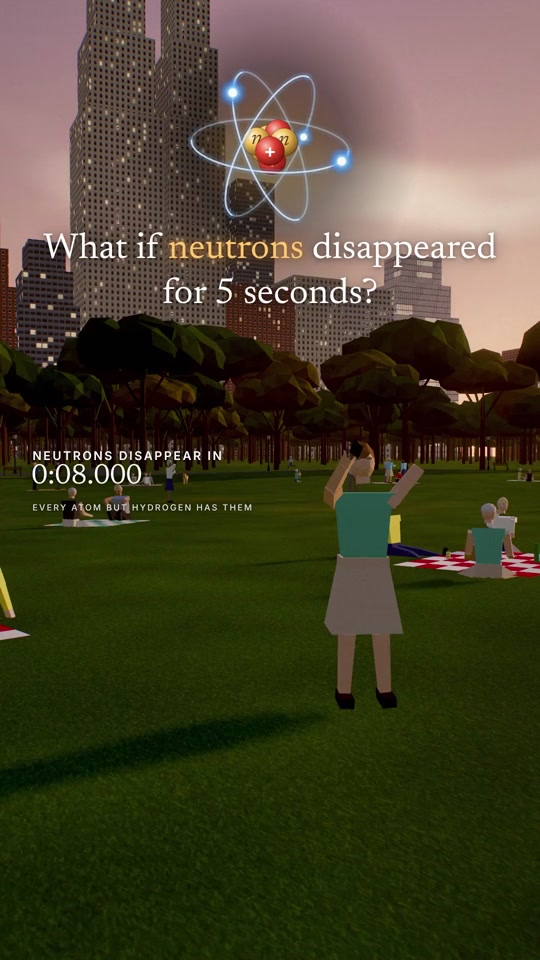 n n
+
What if neutrons disappeared
for 5 seconds?
NEUTRONS DISAPPEAR IN
0:08.000
EVERY ATOM BUT HYDROGEN HAS THEM